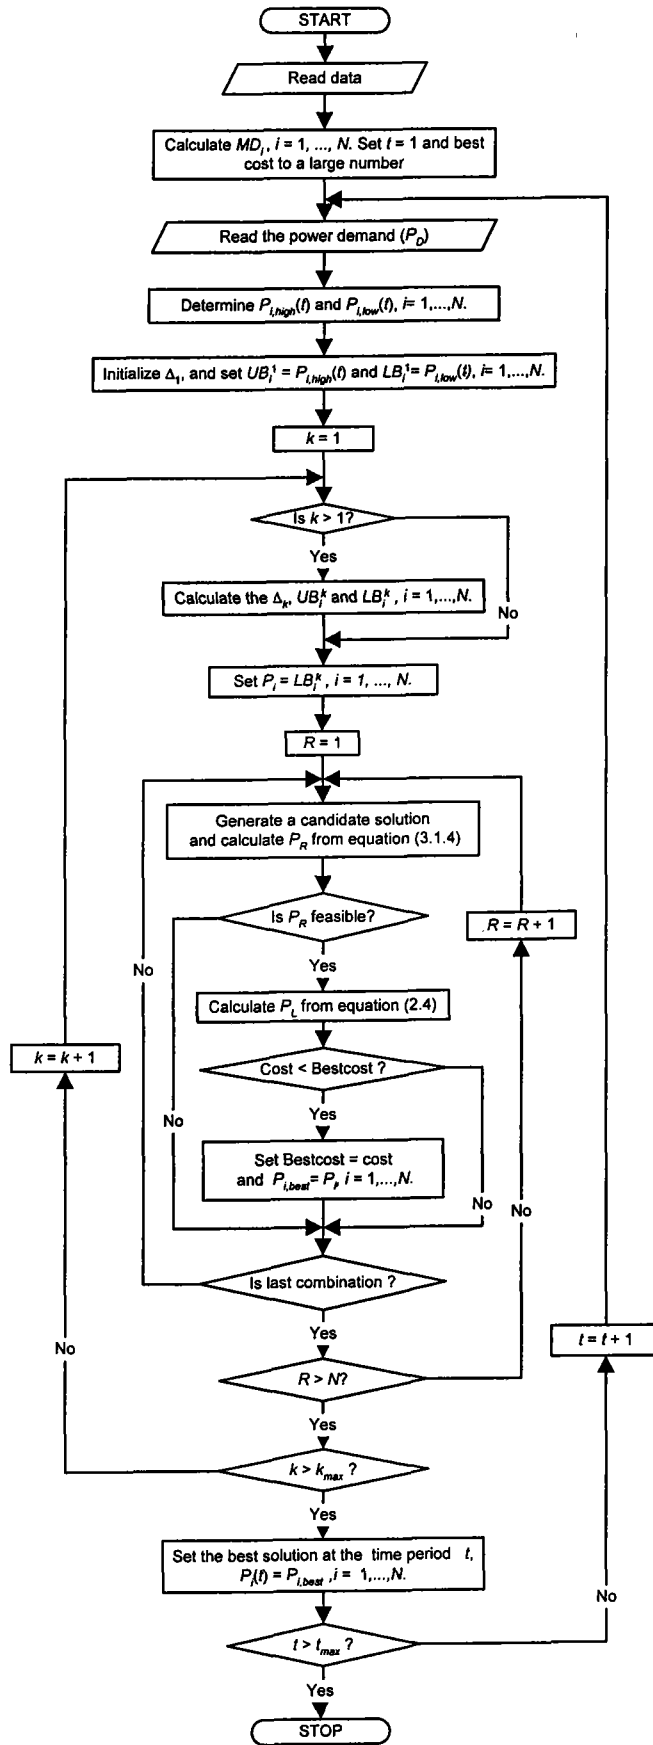 START
Read data
Calculate MD_i, i = 1, ..., N. Set t = 1 and best
cost to a large number
Read the power demand (P_D)
Determine P_i,high(t) and P_i,low(t), i= 1,...,N.
Initialize Δ_1, and set UB_i^1 = P_i,high(t) and LB_i^1= P_i,low(t), i= 1,...,N.
k = 1
Is k > 1?
Yes
Calculate the Δ_k, UB_i^k and LB_i^k, i = 1,...,N.
No
Set P_i = LB_i^k, i = 1, ..., N.
R = 1
Generate a candidate solution
and calculate P_R from equation (3.1.4)
Is P_R feasible?
R = R + 1
No
Yes
Calculate P_L from equation (2.4)
k = k + 1
Cost < Bestcost ?
No
Yes
Set Bestcost = cost
and P_i,best= P_i, i = 1,...,N.
No
No
Is last combination ?
Yes
No
t = t + 1
R > N?
Yes
k > k_max ?
Yes
Set the best solution at the time period t,
P_i(t) = P_i,best, i = 1,...,N.
No
t > t_max ?
Yes
STOP